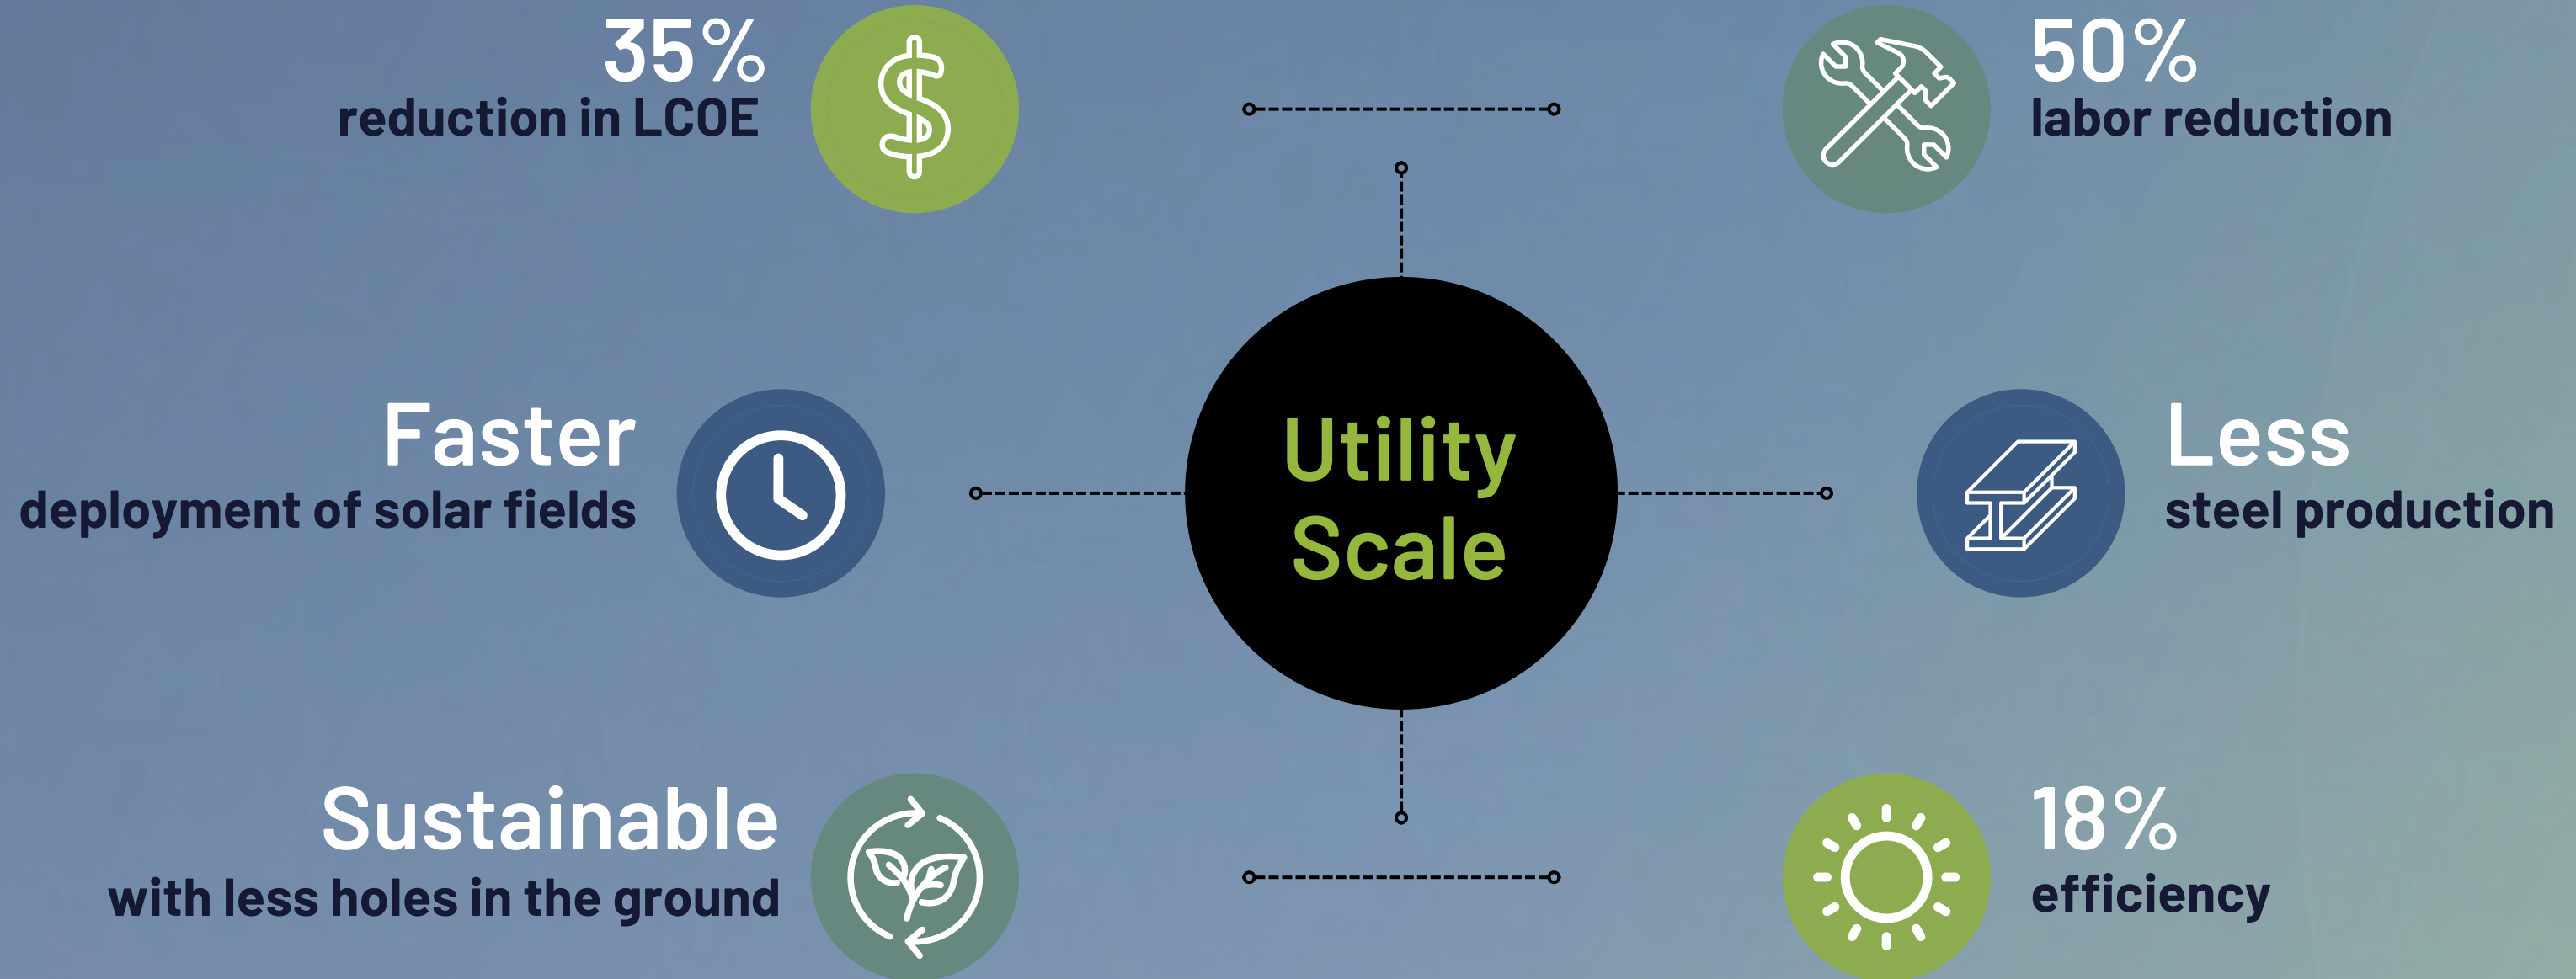 35%
reduction in LCOE
50%
labor reduction
Faster
deployment of solar fields
Utility
Scale
Less
steel production
Sustainable
with less holes in the ground
18%
efficiency